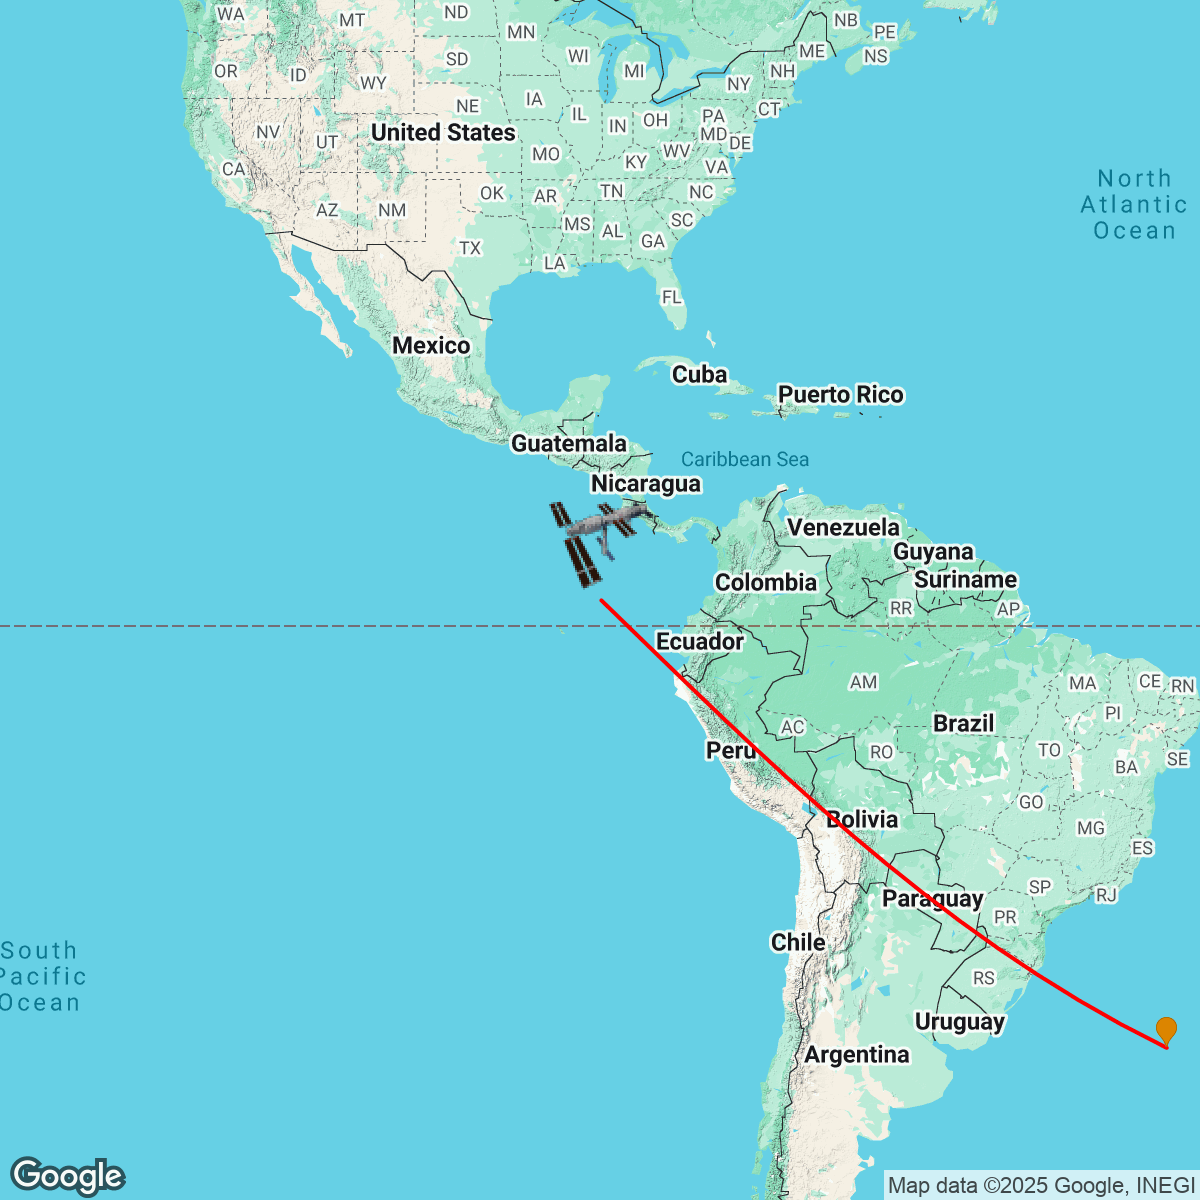 WA
MT
ND
MN
NB
PE
ME
NS
OR
ID
WY
SD
WI
MI
NY
NH
NE
IA
IL
IN
OH
PA
CT
NV
UT
United States
MD
DE
CA
MO
KY
WV
VA
AZ
NM
OK
AR
TN
NC
TX
MS
AL
GA
SC
LA
FL
North
Atlantic
Ocean
Mexico
Cuba
Puerto Rico
Guatemala
Caribbean Sea
Nicaragua
Venezuela
Guyana
Colombia
Suriname
RR
AP
Ecuador
AM
MA
CE
RN
PI
AC
Brazil
Peru
RO
TO
BA
SE
GO
Bolivia
MG
ES
SP
RJ
Paraguay
PR
Chile
South
Pacific
Ocean
RS
Uruguay
Argentina
Google
Map data ©2025 Google, INEGI